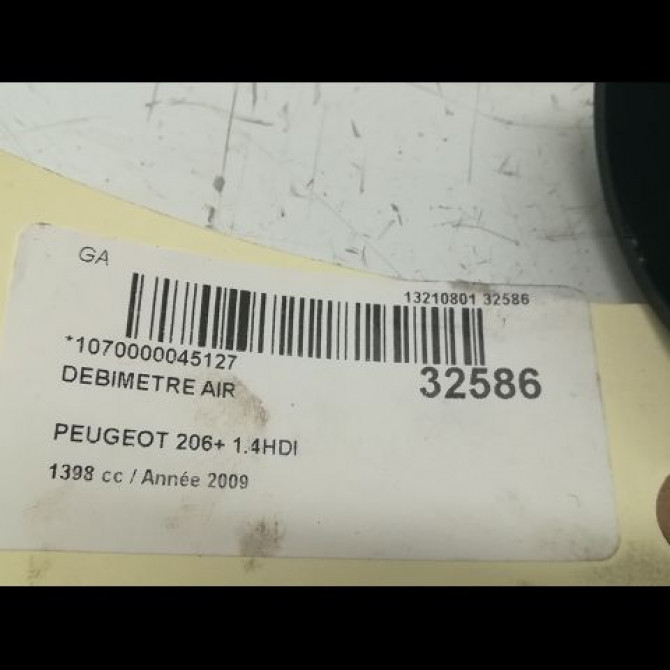 GA
13210801 32586
*1070000045127
32586
DEBIMETRE AIR
PEUGEOT 206+ 1.4HDI
1398 cc / Année 2009